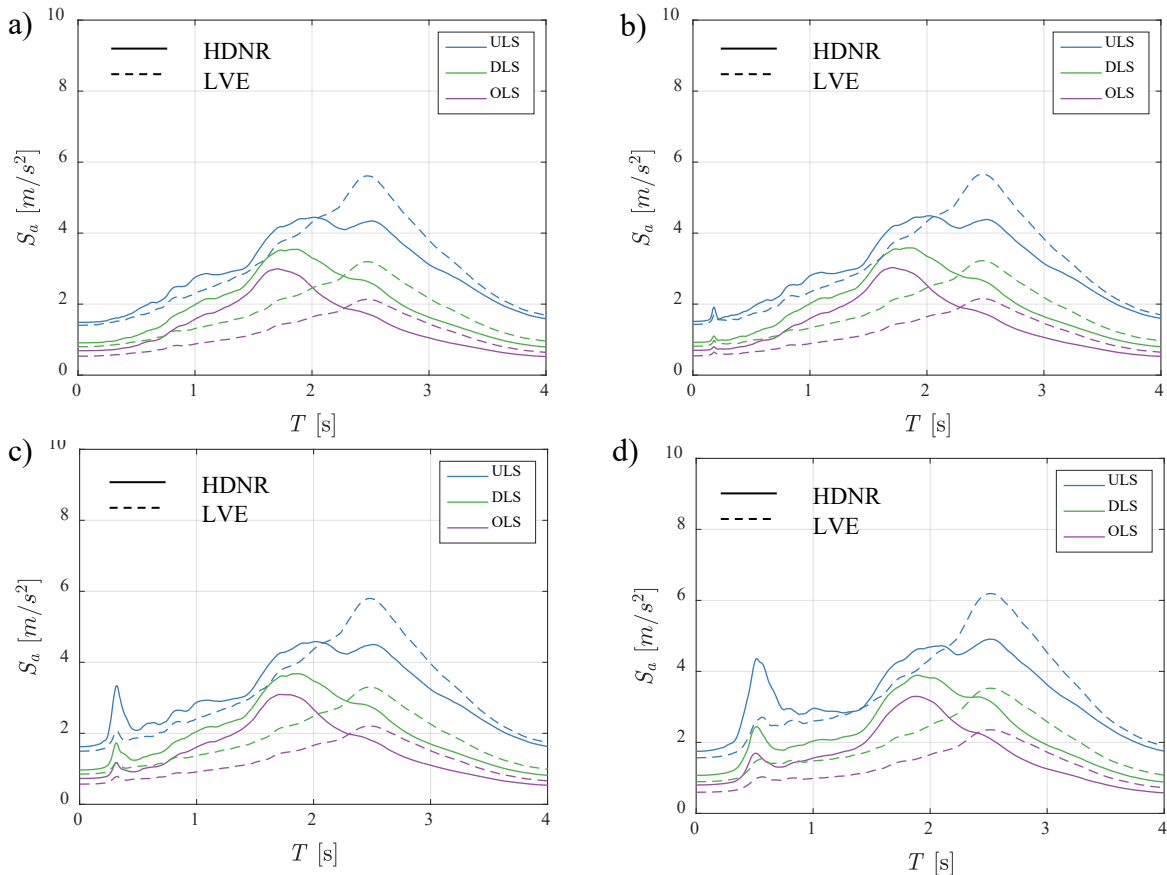 a)
10
8
6
4
2
0
S_a [m/s^2]
HDNR
LVE
ULS
DLS
OLS
0 1 2 3 4
T [s]
b)
10
8
6
4
2
0
S_a [m/s^2]
HDNR
LVE
ULS
DLS
OLS
0 1 2 3 4
T [s]
c)
10
8
6
4
2
0
S_a [m/s^2]
HDNR
LVE
ULS
DLS
OLS
0 1 2 3 4
T [s]
d)
10
8
6
4
2
0
S_a [m/s^2]
HDNR
LVE
ULS
DLS
OLS
0 1 2 3 4
T [s]